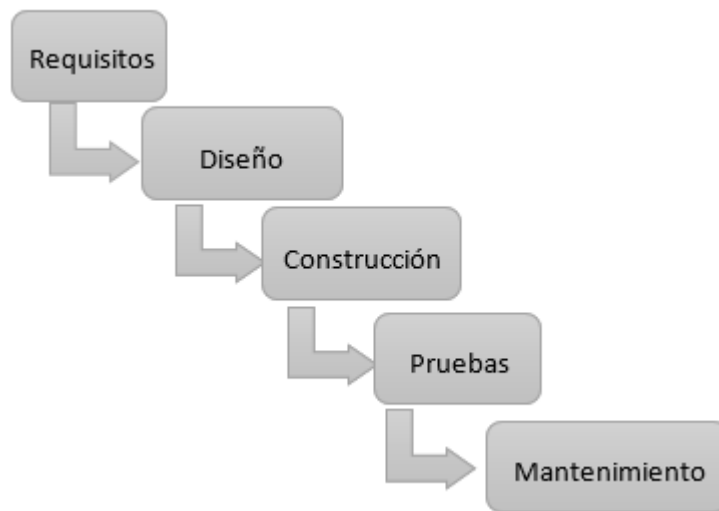 Requisitos
Diseño
Construcción
Pruebas
Mantenimiento